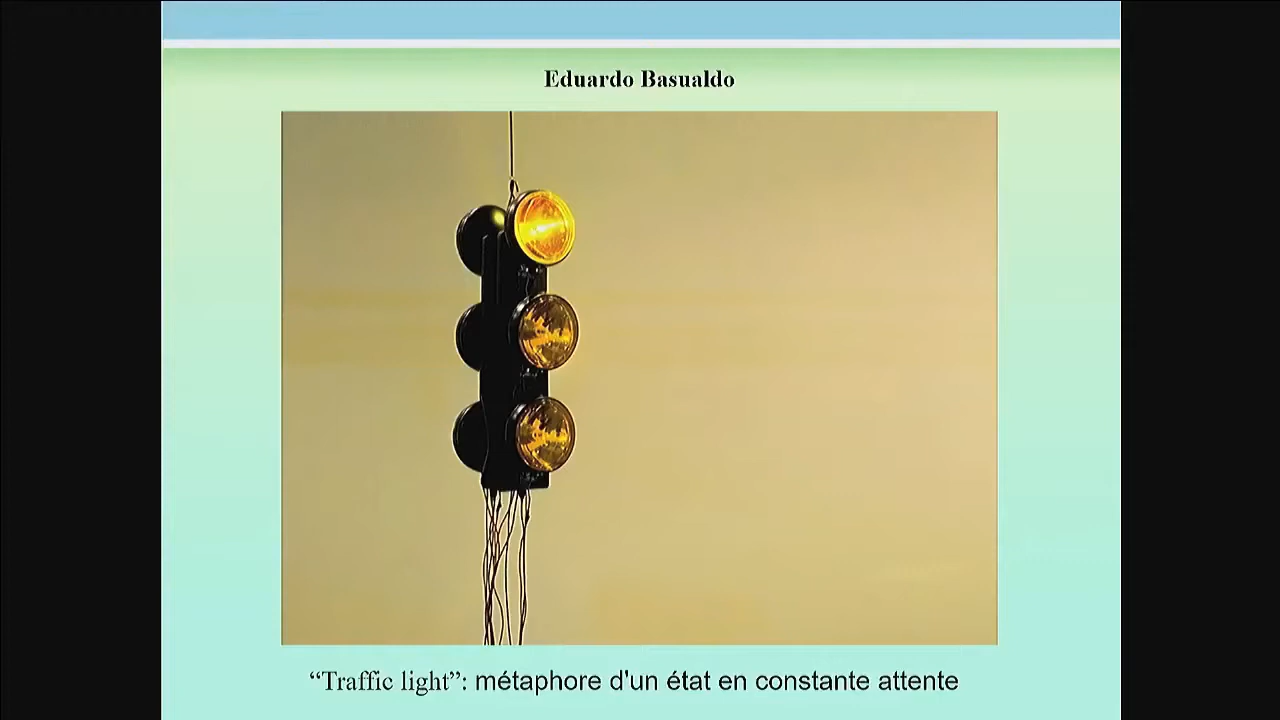 Eduardo Basualdo
“Traffic light”: métaphore d'un état en constante attente